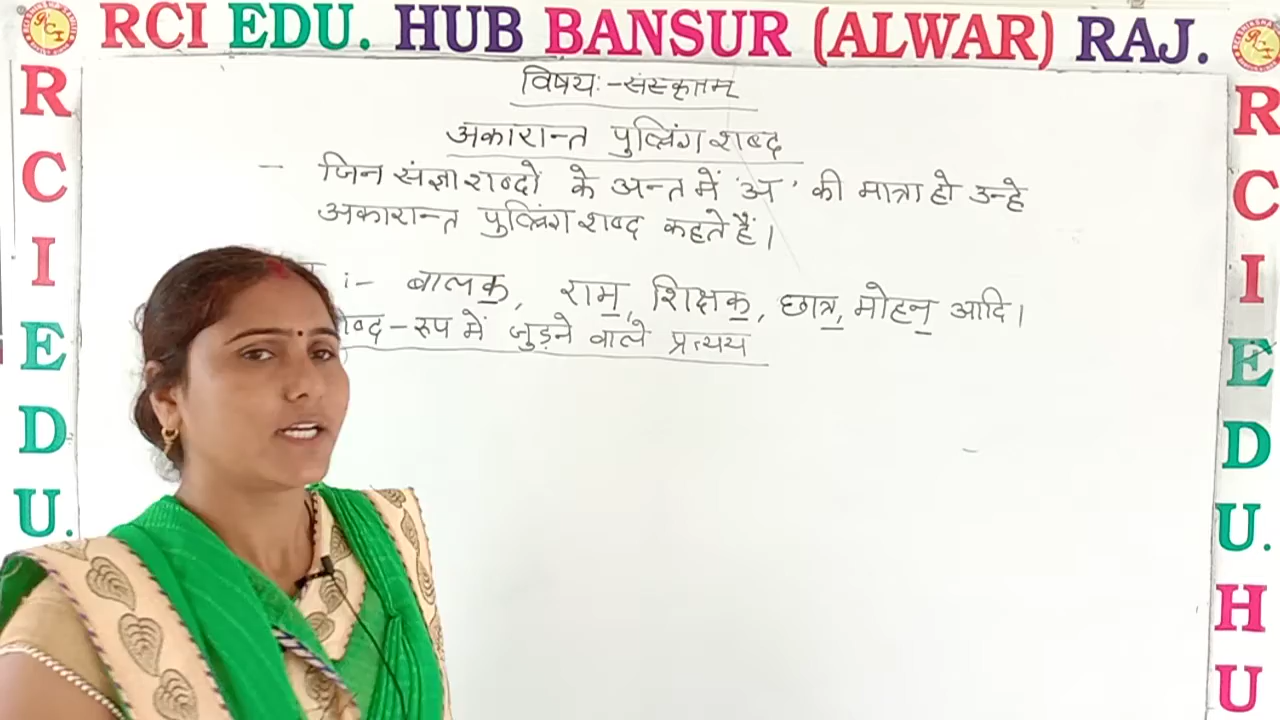 RCI EDU. HUB BANSUR (ALWAR) RAJ.
विषयः-संस्कृतम्
अकारान्त पुल्लिंग शब्द
- जिन संज्ञा शब्दों के अन्त में 'अ' की मात्रा हो उन्हे
अकारान्त पुल्लिंग शब्द कहते हैं।
:- बालक, राम, शिक्षक, छात्र, मोहन आदि।
शब्द-रूप में जुड़ने वाले प्रत्यय
R
C
I
E
D
U.
R
C
I
E
D
U.
H
U